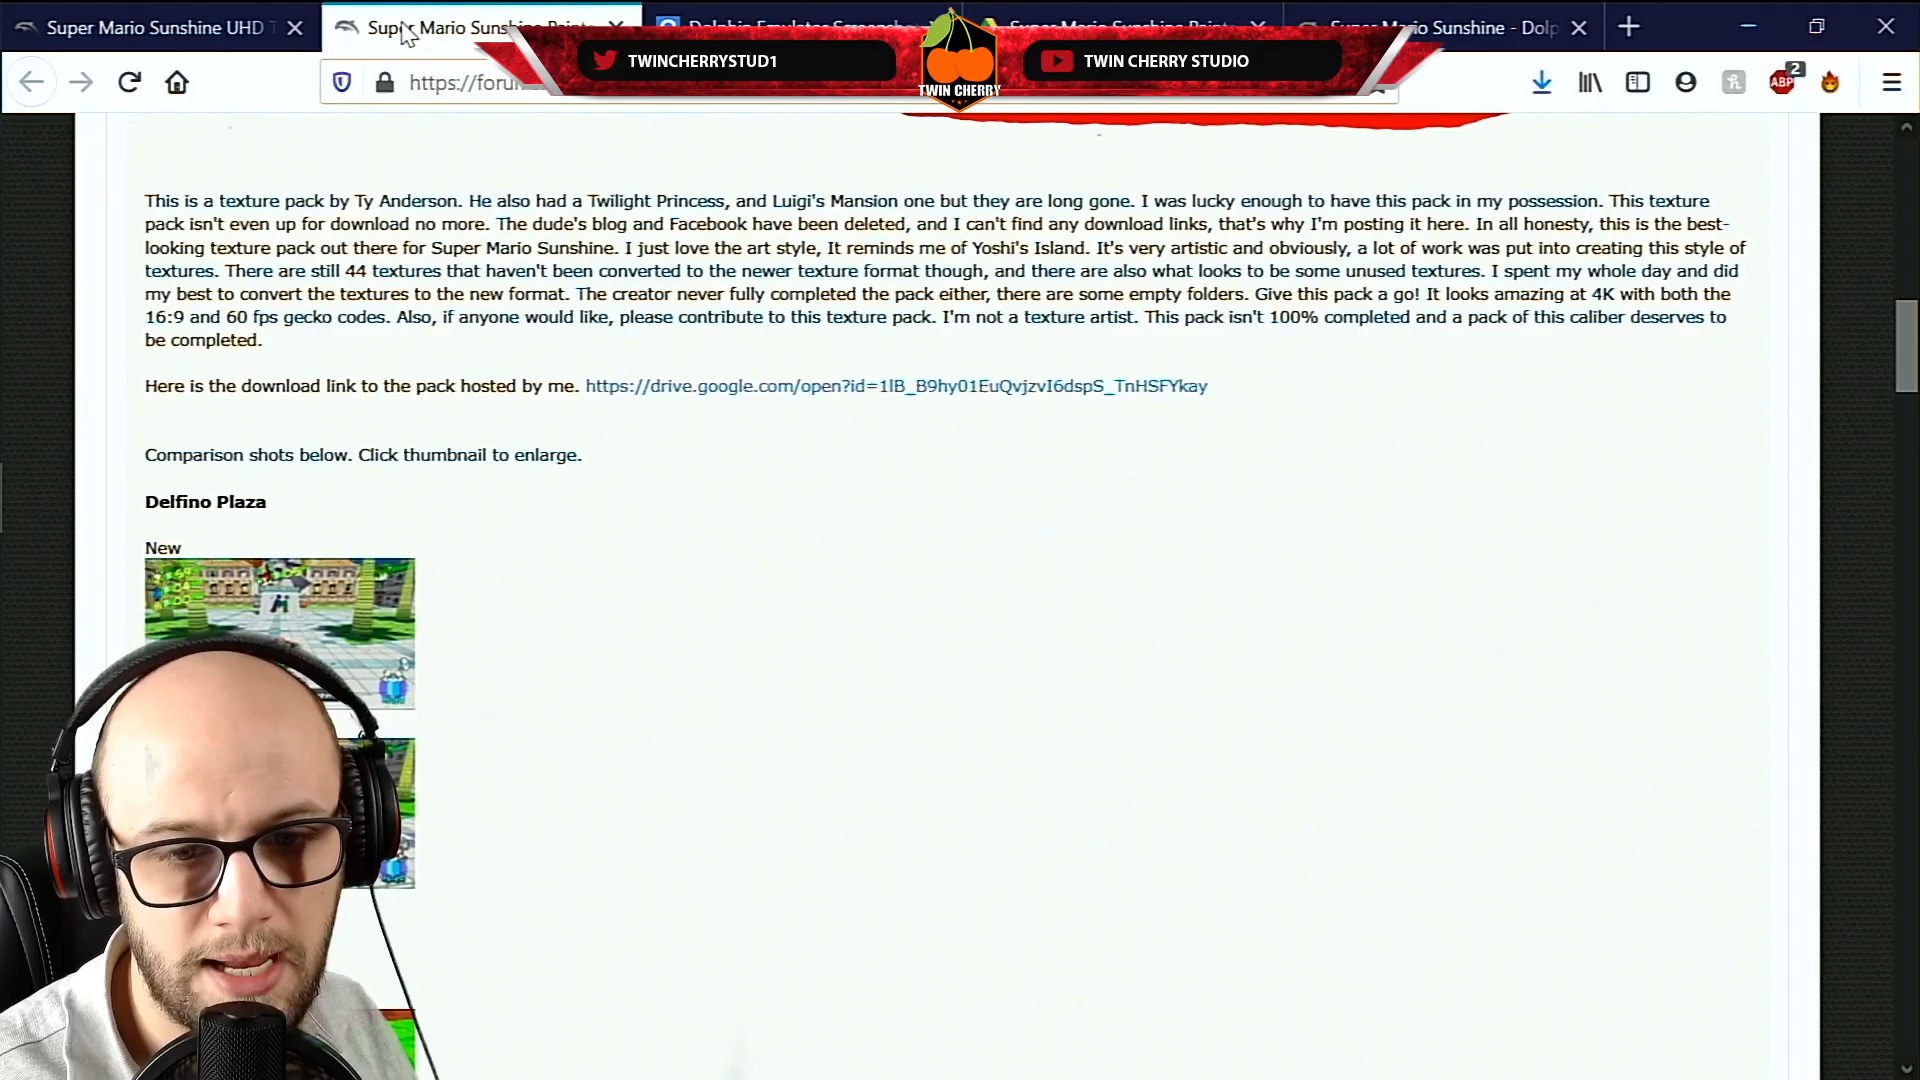 Super Mario Sunshine UHD T
Super Mario Suns
Super Mario Sunshine
Mario Sunshine - Dolp
TWINCHERRYSTUD1
TWIN CHERRY
TWIN CHERRY STUDIO
https://foru
ABP
2
This is a texture pack by Ty Anderson. He also had a Twilight Princess, and Luigi's Mansion one but they are long gone. I was lucky enough to have this pack in my possession. This texture
pack isn't even up for download no more. The dude's blog and Facebook have been deleted, and I can't find any download links, that's why I'm posting it here. In all honesty, this is the best-
looking texture pack out there for Super Mario Sunshine. I just love the art style, It reminds me of Yoshi's Island. It's very artistic and obviously, a lot of work was put into creating this style of
textures. There are still 44 textures that haven't been converted to the newer texture format though, and there are also what looks to be some unused textures. I spent my whole day and did
my best to convert the textures to the new format. The creator never fully completed the pack either, there are some empty folders. Give this pack a go! It looks amazing at 4K with both the
16:9 and 60 fps gecko codes. Also, if anyone would like, please contribute to this texture pack. I'm not a texture artist. This pack isn't 100% completed and a pack of this caliber deserves to
be completed.
Here is the download link to the pack hosted by me. https://drive.google.com/open?id=1lB_B9hy01EuQvjzvI6dspS_TnHSFYkay
Comparison shots below. Click thumbnail to enlarge.
Delfino Plaza
New